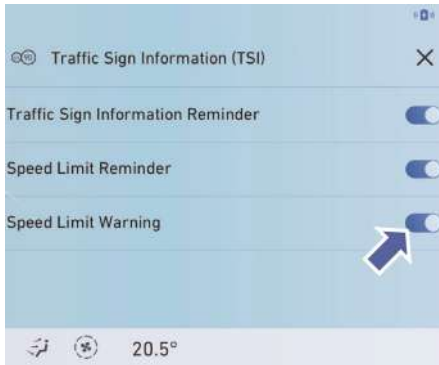 Traffic Sign Information (TSI)
Traffic Sign Information Reminder
Speed Limit Reminder
Speed Limit Warning
20.5°